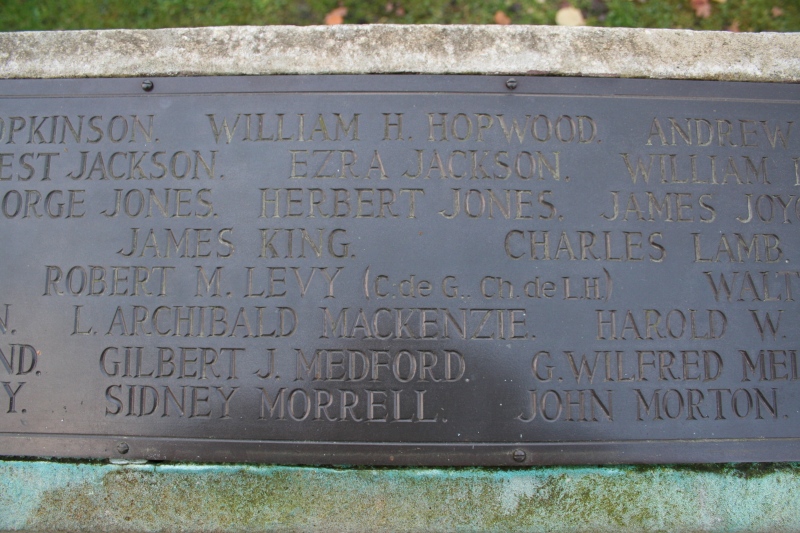 OPKINSON. WILLIAM H. HOPWOOD. ANDREW
EST JACKSON. EZRA JACKSON. WILLIAM
ORGE JONES. HERBERT JONES. JAMES JOY
JAMES KING. CHARLES LAMB.
ROBERT M. LEVY (C. de G., Ch. de L.H) WALT
N. L. ARCHIBALD MACKENZIE. HAROLD W.
ND. GILBERT J. MEDFORD. G. WILFRED MEL
Y. SIDNEY MORRELL. JOHN MORTON.